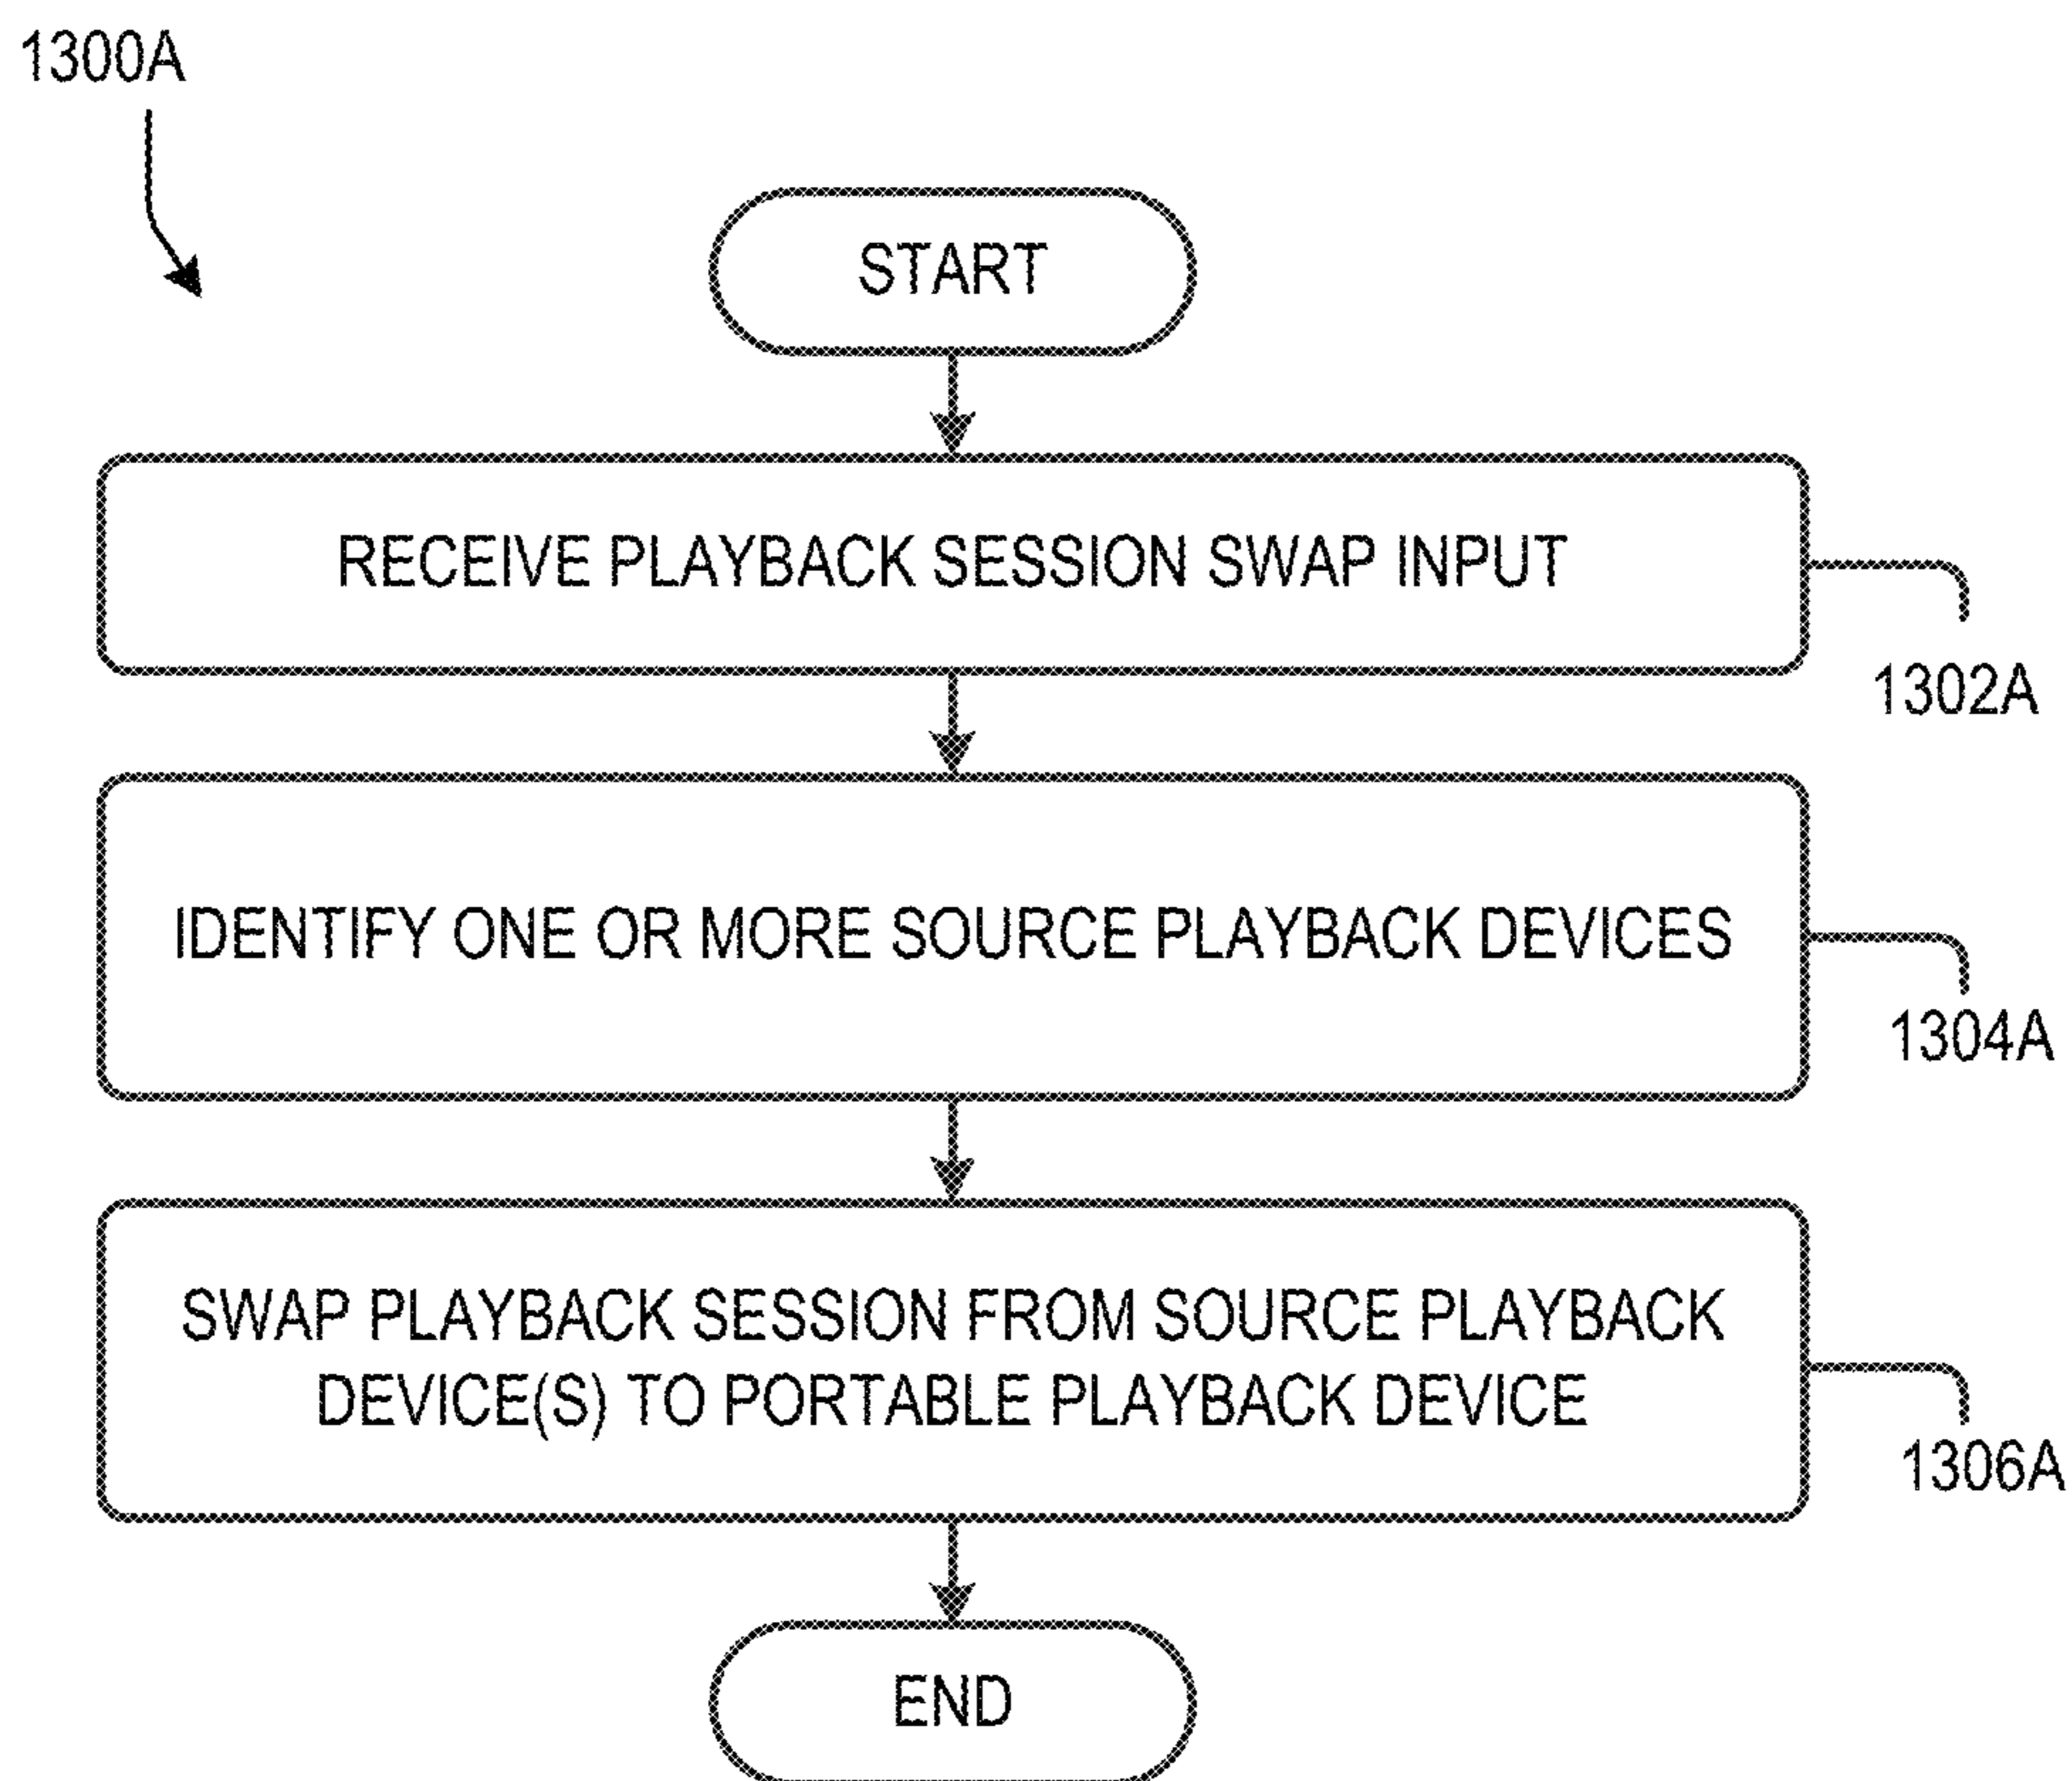 1300A
START
RECEIVE PLAYBACK SESSION SWAP INPUT
1302A
IDENTIFY ONE OR MORE SOURCE PLAYBACK DEVICES
1304A
SWAP PLAYBACK SESSION FROM SOURCE PLAYBACK
DEVICE(S) TO PORTABLE PLAYBACK DEVICE
1306A
END